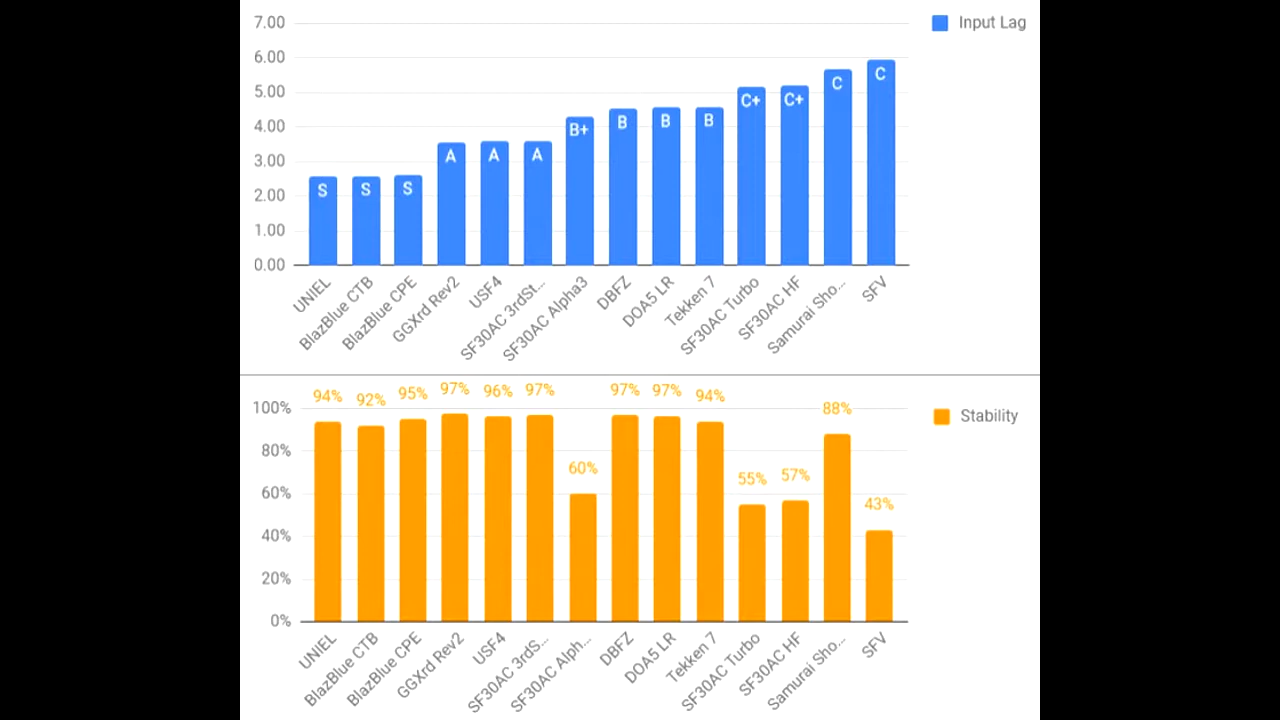 7.00
6.00
5.00
4.00
3.00
2.00
1.00
0.00
Input Lag
S S S A A A B+ B B B C+ C+ C C
UNIEL
BlazBlue CTB
BlazBlue CPE
GGXrd Rev2
USF4
SF30AC 3rdSt...
SF30AC Alpha3
DBFZ
DOA5 LR
Tekken 7
SF30AC Turbo
SF30AC HF
Samurai Sho...
SFV
94% 92% 95% 97% 96% 97% 60% 97% 97% 94% 55% 57% 88% 43%
100%
80%
60%
40%
20%
0%
Stability
UNIEL
BlazBlue CTB
BlazBlue CPE
GGXrd Rev2
USF4
SF30AC 3rdS...
SF30AC Alph...
DBFZ
DOA5 LR
Tekken 7
SF30AC Turbo
SF30AC HF
Samurai Sho...
SFV